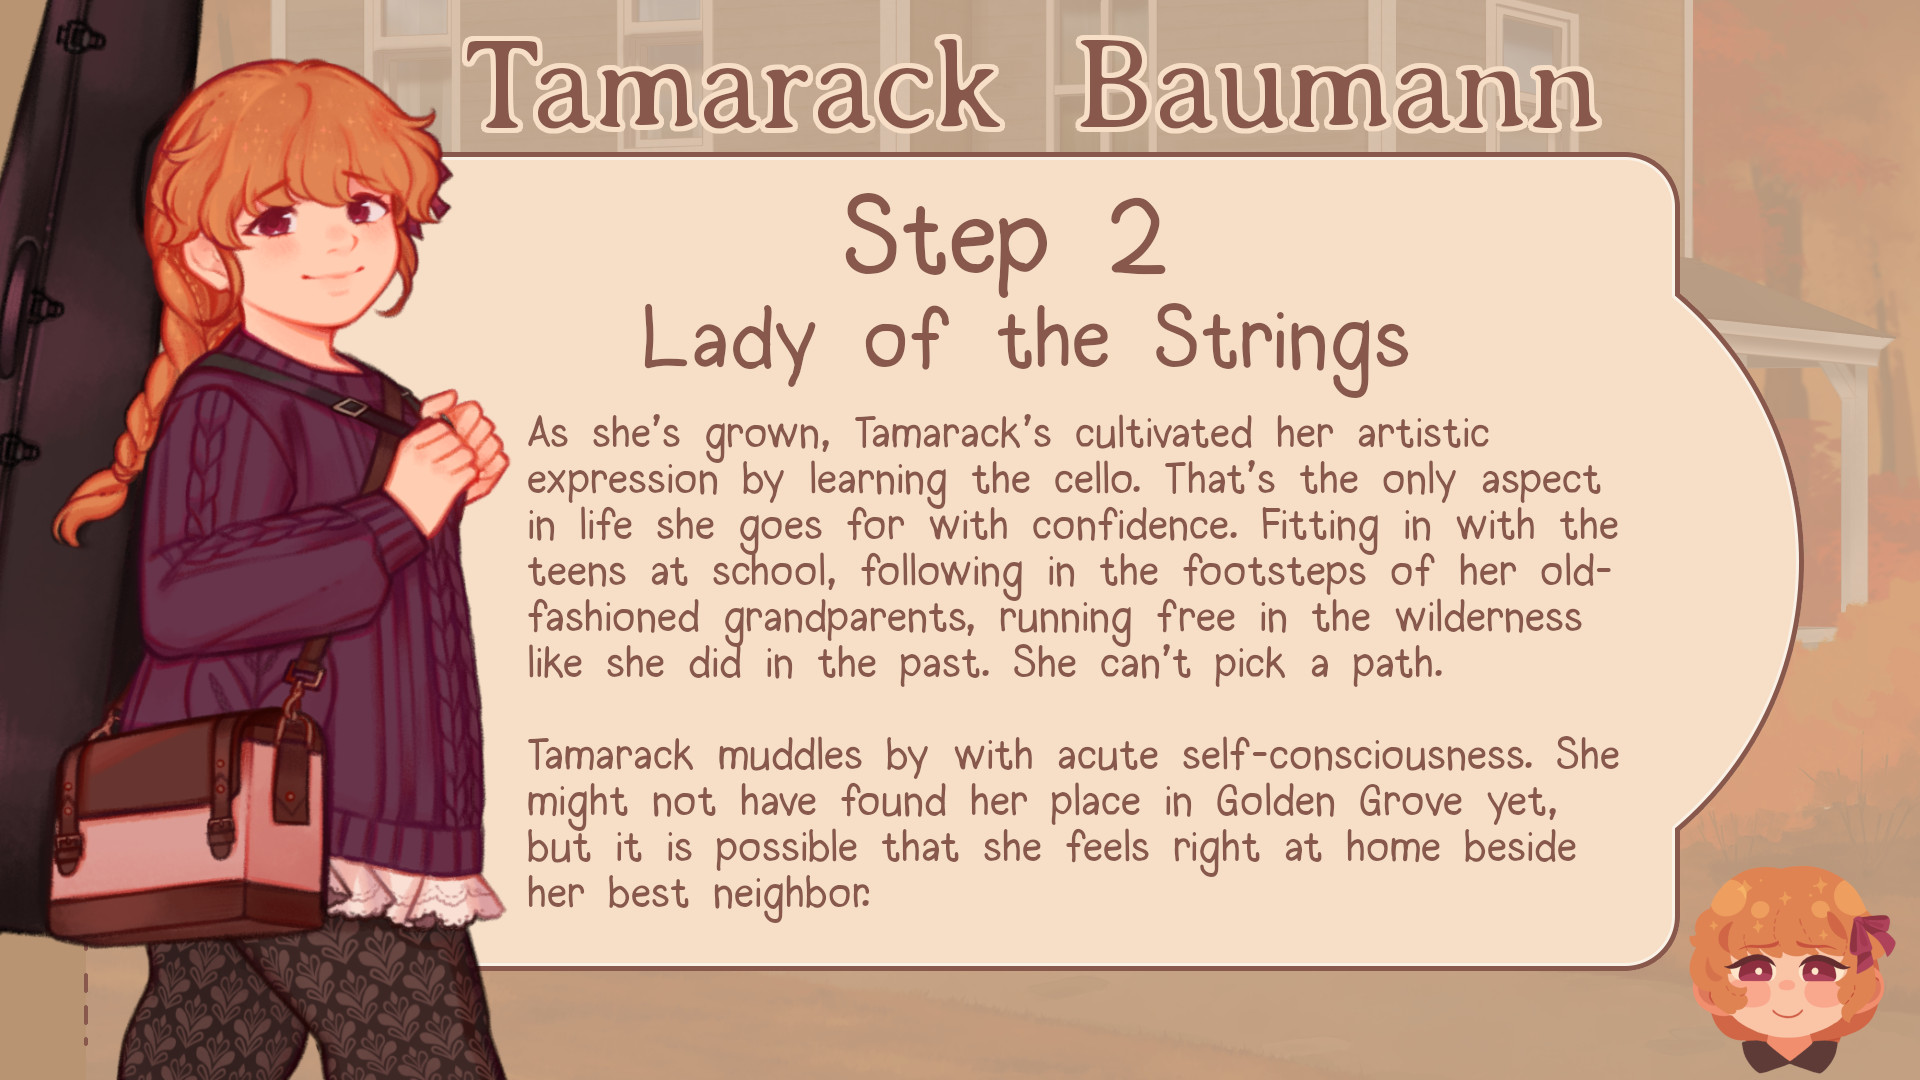 Tamarack Baumann
Step 2
Lady of the Strings
As she's grown, Tamarack's cultivated her artistic
expression by learning the cello. That's the only aspect
in life she goes for with confidence. Fitting in with the
teens at school, following in the footsteps of her old-
fashioned grandparents, running free in the wilderness
like she did in the past. She can't pick a path.
Tamarack muddles by with acute self-consciousness. She
might not have found her place in Golden Grove yet,
but it is possible that she feels right at home beside
her best neighbor.